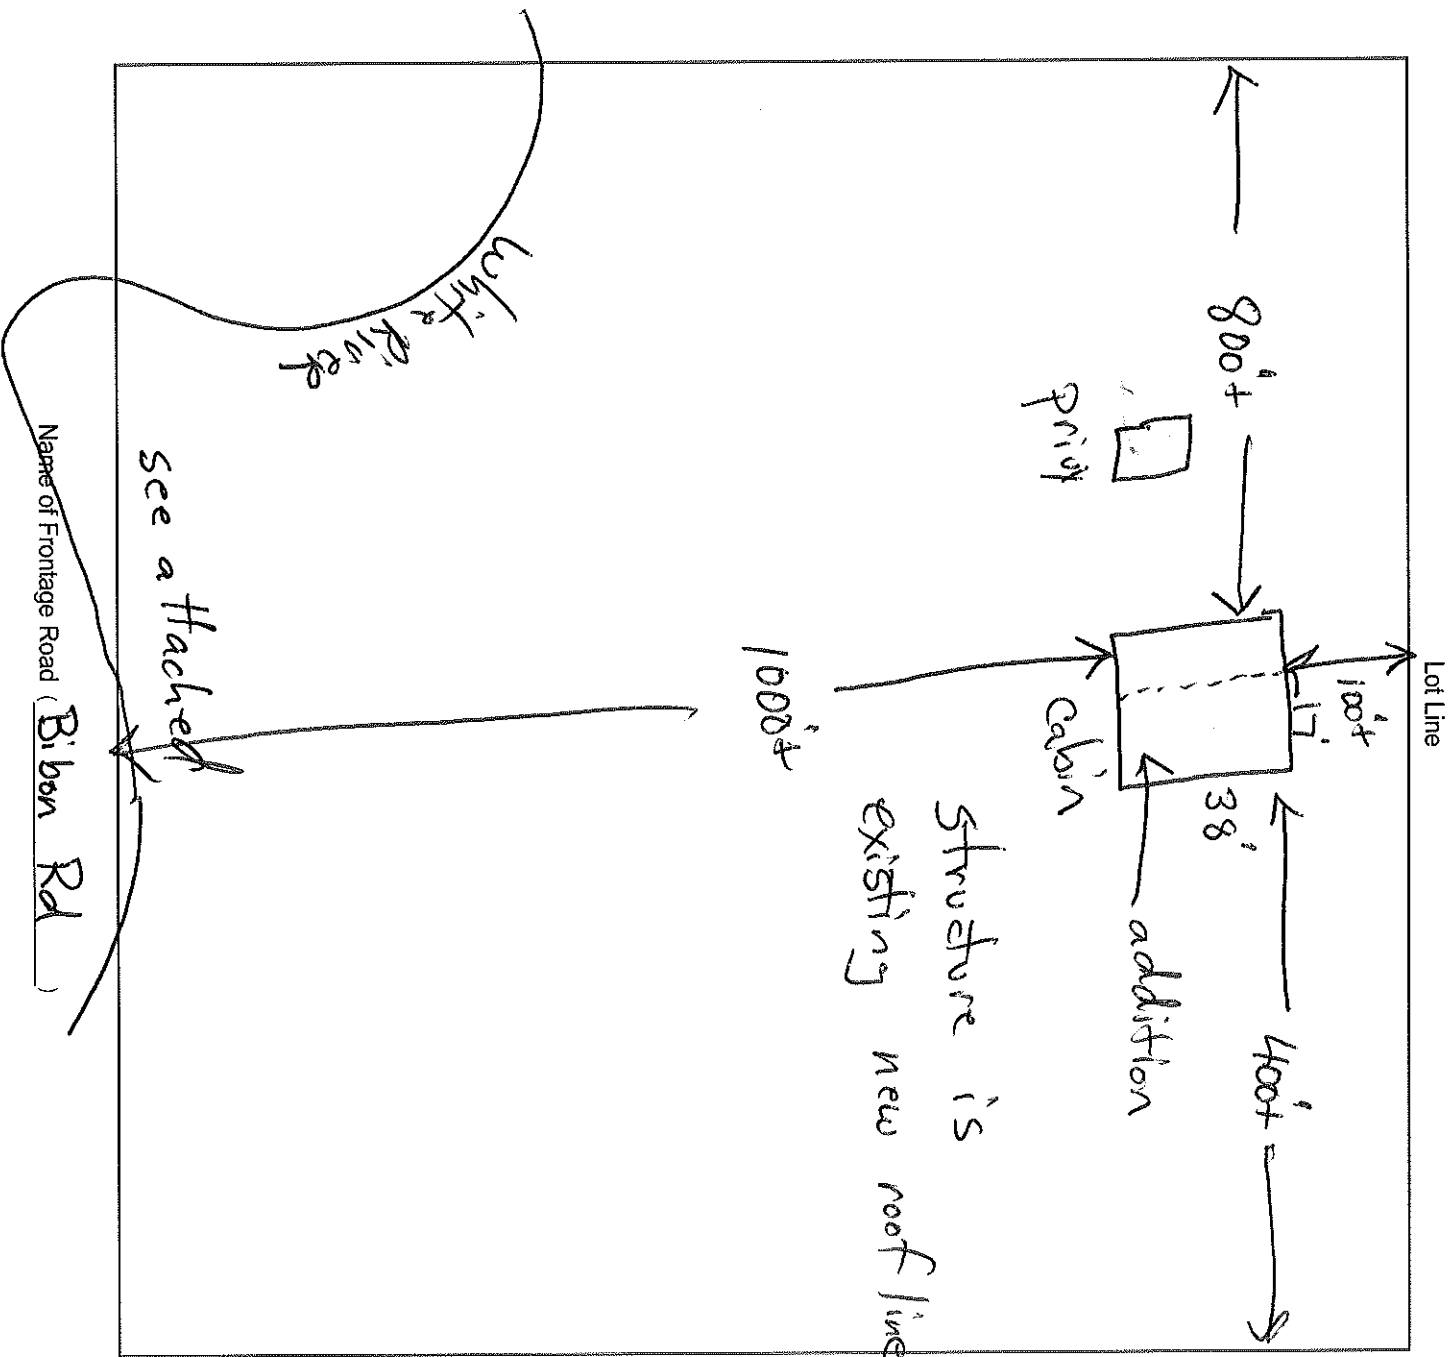 Lot Line
100'+
17'
38'
800'+
400'+
addition
Cabin
privy
Structure is
existing new roof line
1000'+
White River
See attached
Name of Frontage Road ( Bibon Rd )